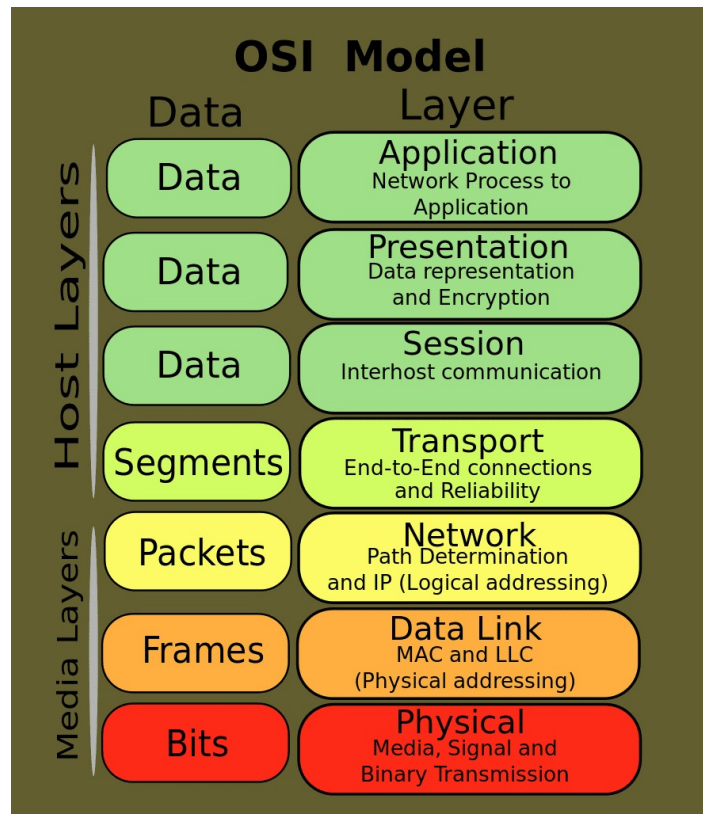 OSI Model
Data
Layer
Host Layers
Data
Application
Network Process to
Application
Data
Presentation
Data representation
and Encryption
Data
Session
Interhost communication
Segments
Transport
End-to-End connections
and Reliability
Media Layers
Packets
Network
Path Determination
and IP (Logical addressing)
Frames
Data Link
MAC and LLC
(Physical addressing)
Bits
Physical
Media, Signal and
Binary Transmission